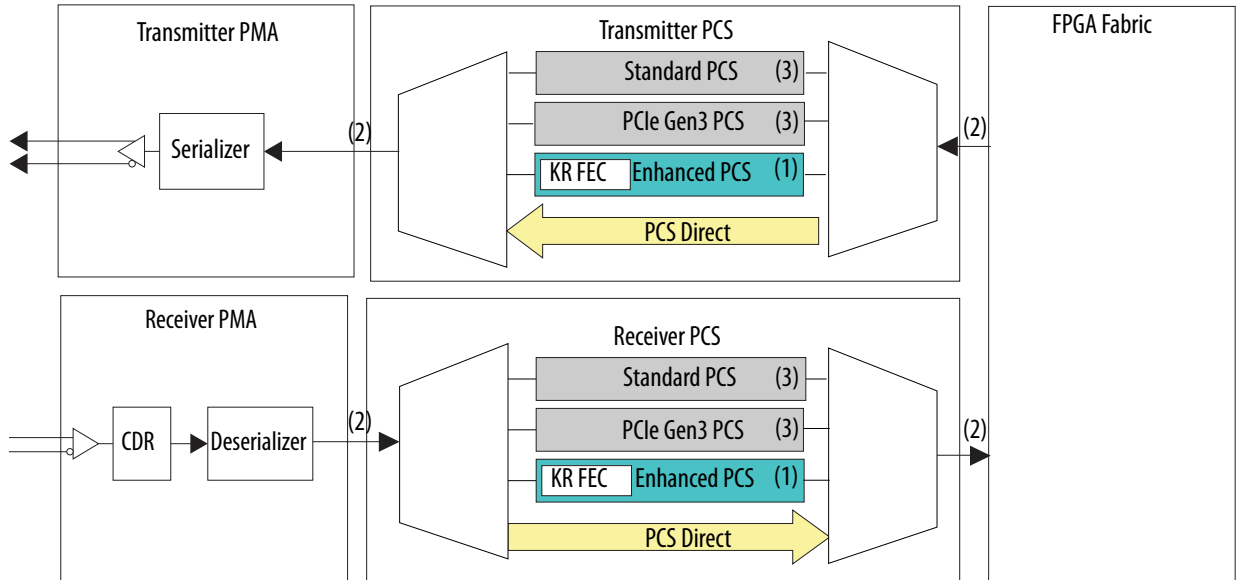 Transmitter PMA
Serializer
(2)
Transmitter PCS
Standard PCS (3)
PCIe Gen3 PCS (3)
KR FEC Enhanced PCS (1)
PCS Direct
(2)
FPGA Fabric
Receiver PMA
CDR
Deserializer
(2)
Receiver PCS
Standard PCS (3)
PCIe Gen3 PCS (3)
KR FEC Enhanced PCS (1)
PCS Direct
(2)